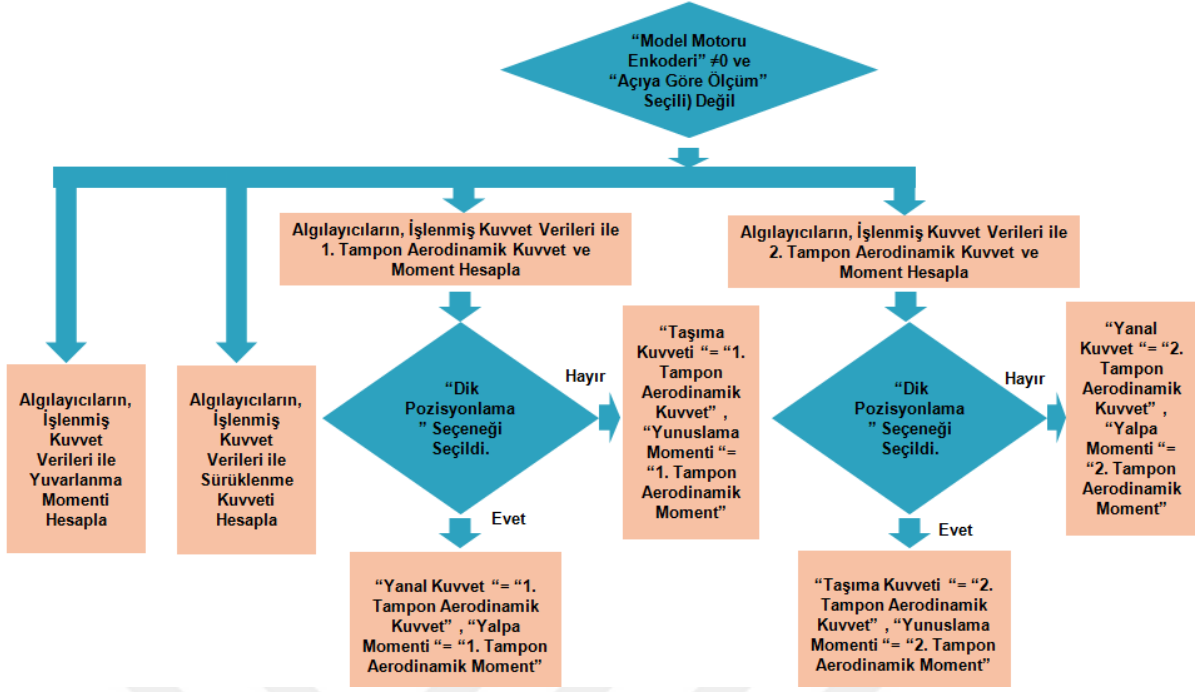 “Model Motoru
Enkoderi” ≠0 ve
“Açıya Göre Ölçüm”
Seçili) Değil
Algılayıcıların, İşlenmiş Kuvvet Verileri ile
1. Tampon Aerodinamik Kuvvet ve
Moment Hesapla
Algılayıcıların, İşlenmiş Kuvvet Verileri ile
2. Tampon Aerodinamik Kuvvet ve
Moment Hesapla
Algılayıcıların,
İşlenmiş
Kuvvet
Verileri ile
Yuvarlanma
Momenti
Hesapla
Algılayıcıların,
İşlenmiş
Kuvvet
Verileri ile
Sürüklenme
Kuvveti
Hesapla
“Dik
Pozisyonlama
” Seçeneği
Seçildi.
Hayır
“Taşıma
Kuvveti “= “1.
Tampon
Aerodinamik
Kuvvet” ,
“Yunuslama
Momenti “=
“1. Tampon
Aerodinamik
Moment”
“Dik
Pozisyonlama
” Seçeneği
Seçildi.
Hayır
“Yanal
Kuvvet “= “2.
Tampon
Aerodinamik
Kuvvet” ,
“Yalpa
Momenti “=
“2. Tampon
Aerodinamik
Moment”
Evet
“Yanal Kuvvet “= “1.
Tampon Aerodinamik
Kuvvet” , “Yalpa
Momenti “= “1. Tampon
Aerodinamik Moment”
Evet
“Taşıma Kuvveti “= “2.
Tampon Aerodinamik
Kuvvet” , “Yunuslama
Momenti “= “2. Tampon
Aerodinamik Moment”